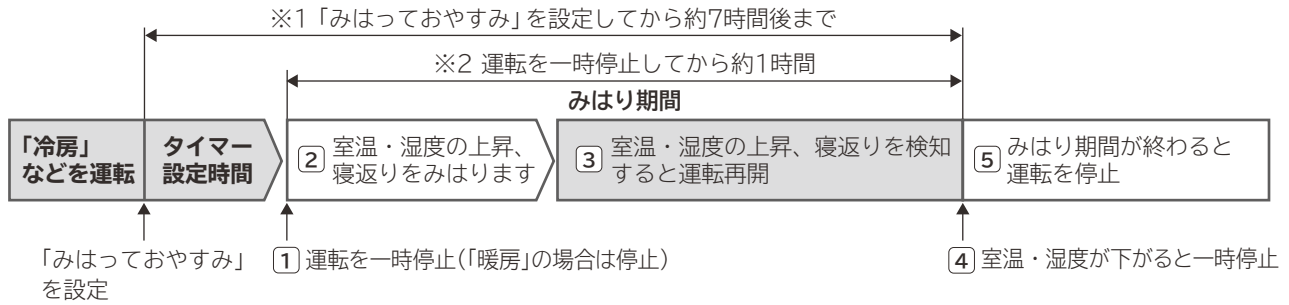 ※1「みはっておやすみ」を設定してから約7時間後まで
※2 運転を一時停止してから約1時間
みはり期間
「冷房」
などを運転
タイマー
設定時間
2 室温・湿度の上昇、
寝返りをみはります
3 室温・湿度の上昇、寝返りを検知
すると運転再開
5 みはり期間が終わると
運転を停止
「みはっておやすみ」
を設定
1 運転を一時停止(「暖房」の場合は停止)
4 室温・湿度が下がると一時停止